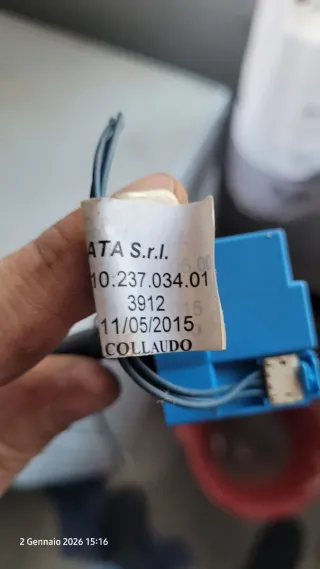 ATA S.r.l.
10.237.034.01
3912
11/05/2015
COLLAUDO
2 Gennaio 2026 15:16